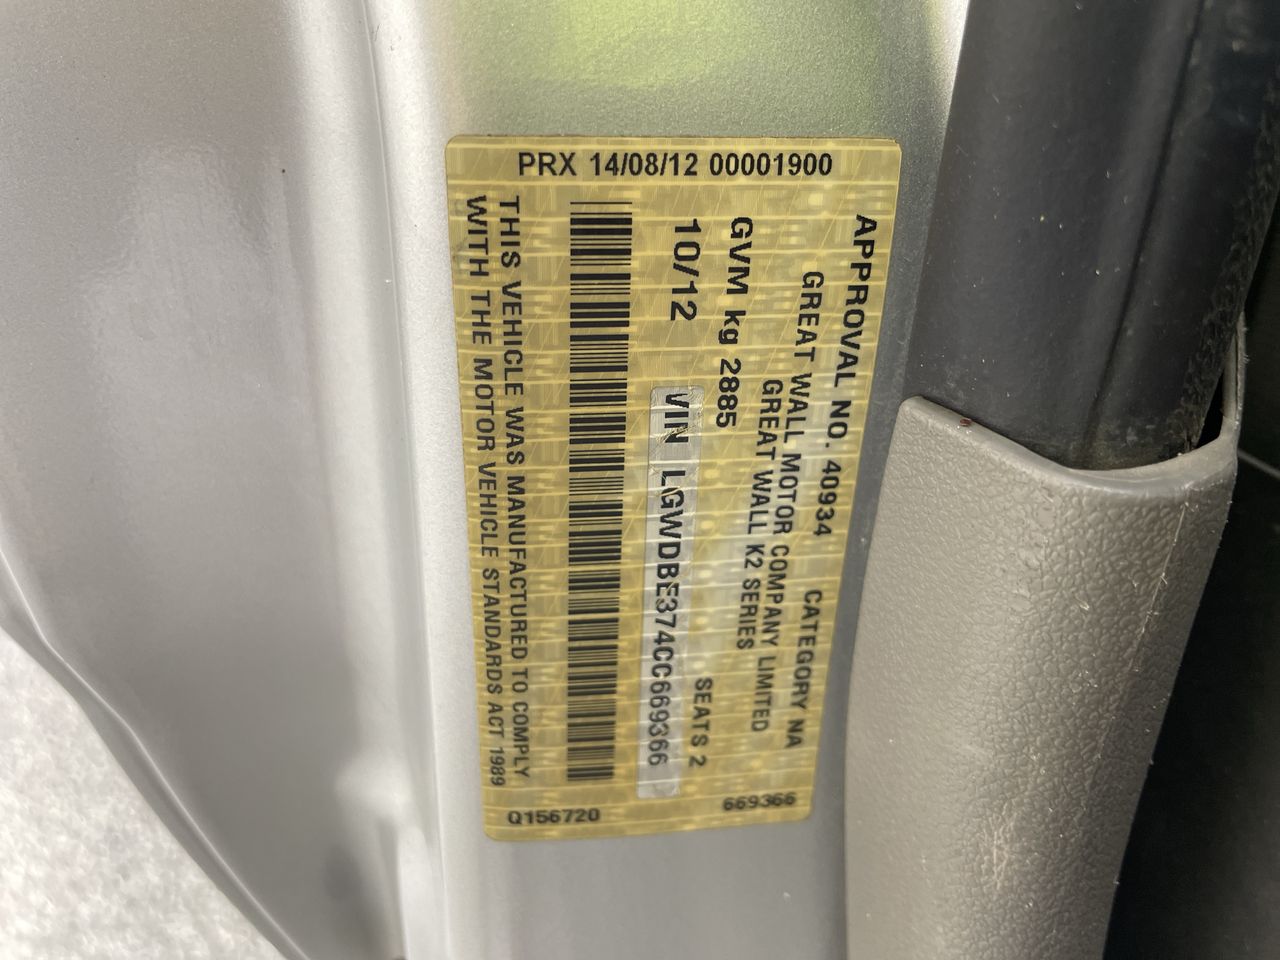 PRX 14/08/12 00001900
APPROVAL NO. 40934 CATEGORY NA
GREAT WALL MOTOR COMPANY LIMITED
GREAT WALL K2 SERIES
GVM kg 2885 SEATS 2
10/12 VIN LGWDBE374CC669366
THIS VEHICLE WAS MANUFACTURED TO COMPLY
WITH THE MOTOR VEHICLE STANDARDS ACT 1989
Q156720 669366